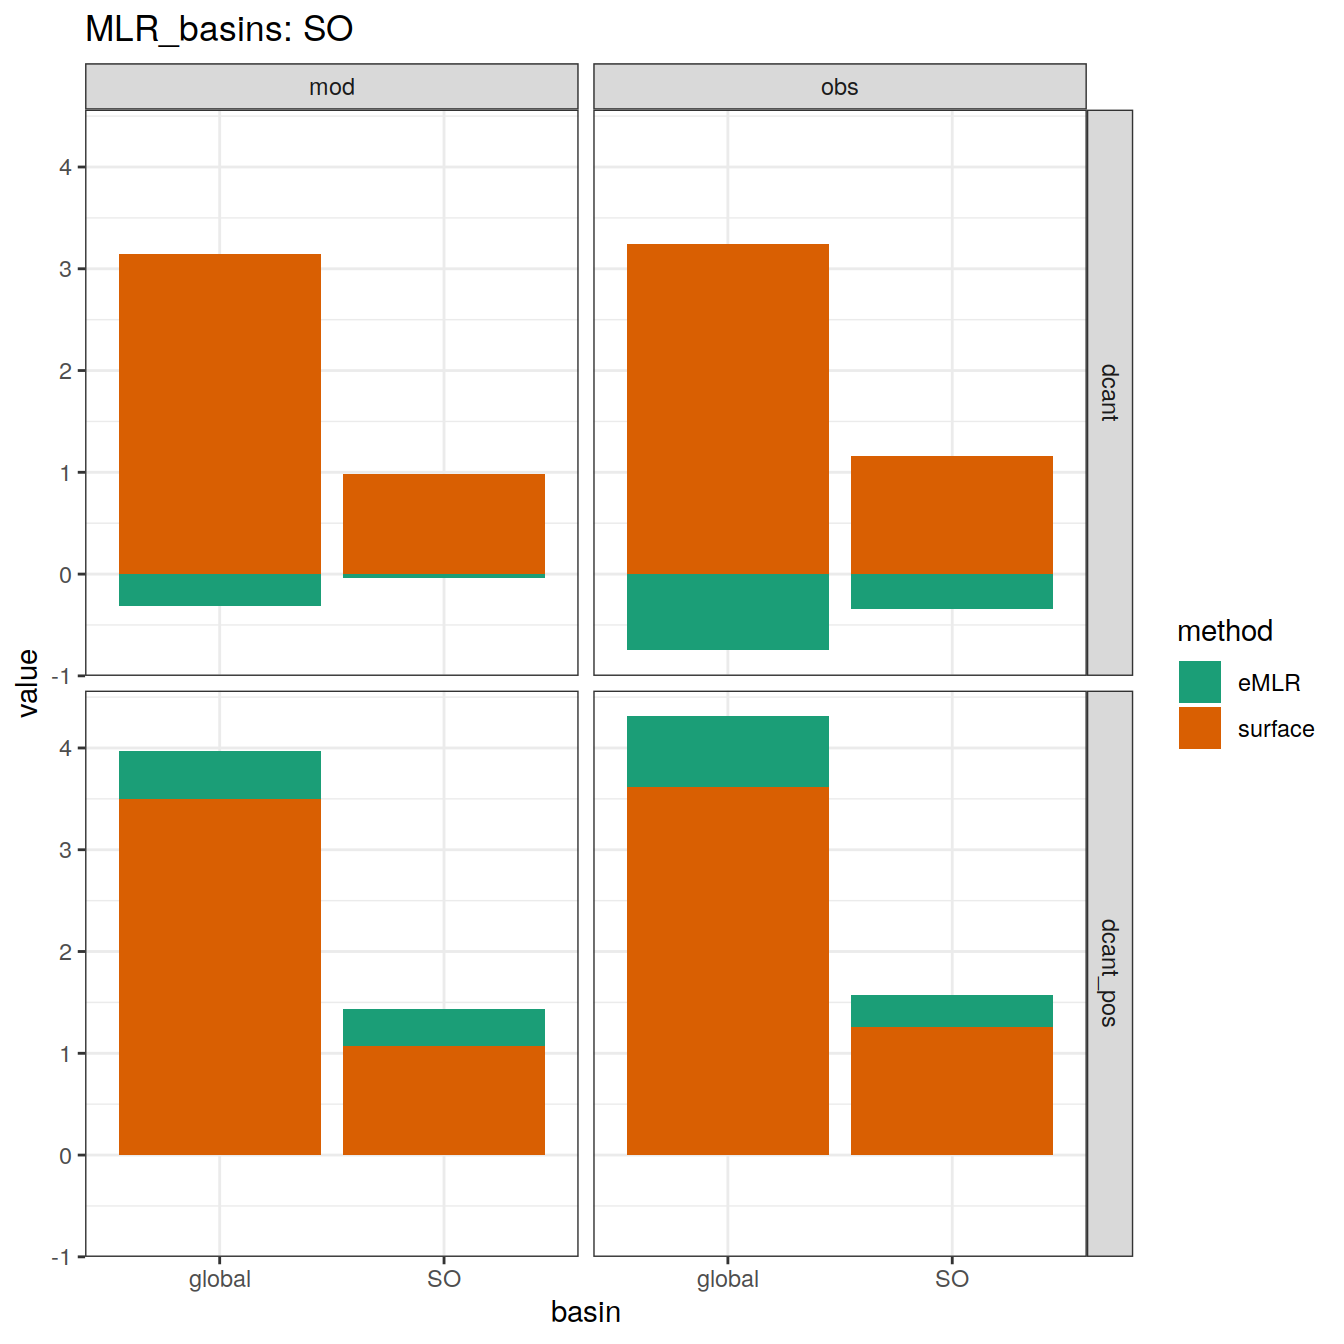 MLR_basins: SO
mod
obs
4
3
2
1
0
-1
dcant
4
3
2
1
0
-1
dcant_pos
value
global
SO
global
SO
basin
method
eMLR
surface